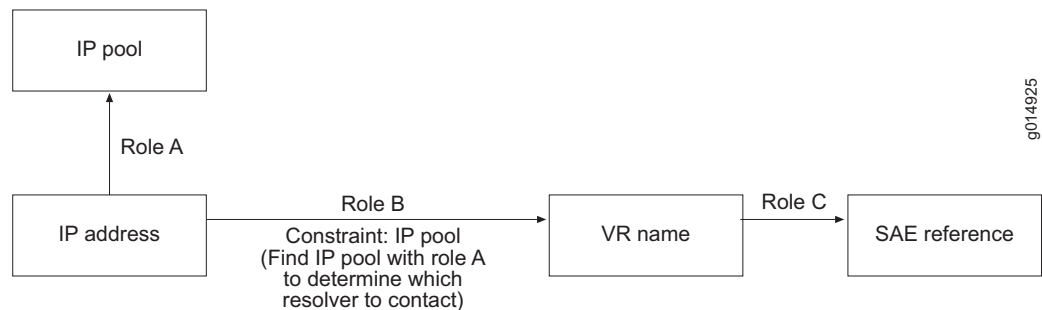 IP pool
g014925
Role A
IP address
Role B
Constraint: IP pool
(Find IP pool with role A
to determine which
resolver to contact)
VR name
Role C
SAE reference